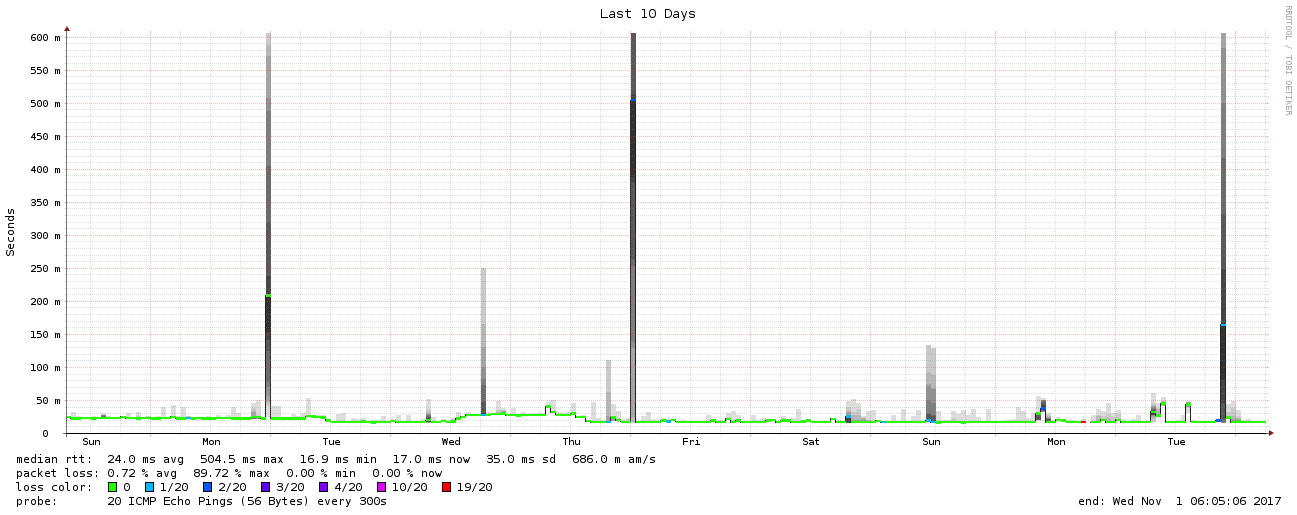 Last 10 Days
RRDTOOL / TOBI OETIKER
Seconds
600 m
550 m
500 m
450 m
400 m
350 m
300 m
250 m
200 m
150 m
100 m
50 m
0
Sun Mon Tue Wed Thu Fri Sat Sun Mon Tue
median rtt: 24.0 ms avg 504.5 ms max 16.9 ms min 17.0 ms now 35.0 ms sd 686.0 m am/s
packet loss: 0.72 % avg 89.72 % max 0.00 % min 0.00 % now
loss color: 0 1/20 2/20 3/20 4/20 10/20 19/20
probe: 20 ICMP Echo Pings (56 Bytes) every 300s
end: Wed Nov 1 06:05:06 2017